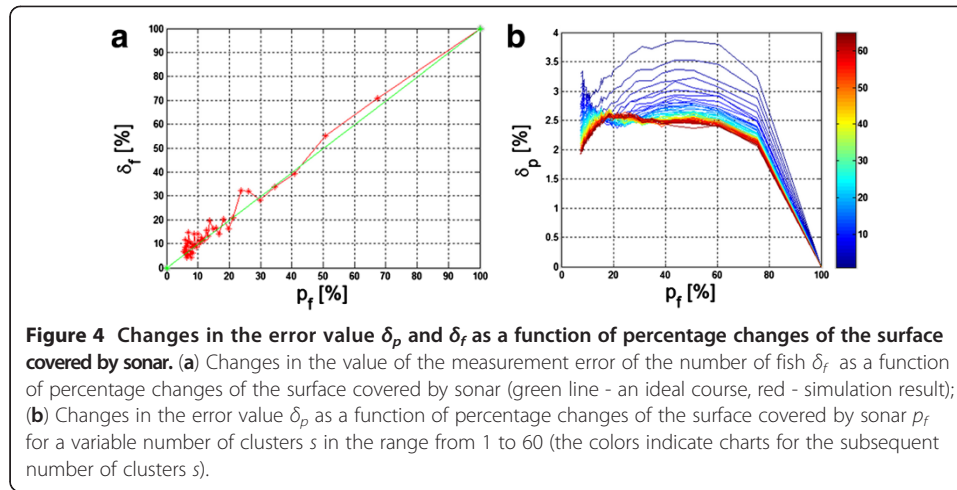 a
100
90
80
70
60
50
40
30
20
10
0
δf [%]
0 10 20 30 40 50 60 70 80 90 100
pf [%]
b
4
3.5
3
2.5
2
1.5
1
0.5
0
δp [%]
0 20 40 60 80 100
pf [%]
60
50
40
30
20
10
Figure 4 Changes in the error value δp and δf as a function of percentage changes of the surface
covered by sonar. (a) Changes in the value of the measurement error of the number of fish δf as a function
of percentage changes of the surface covered by sonar (green line - an ideal course, red - simulation result);
(b) Changes in the error value δp as a function of percentage changes of the surface covered by sonar pf
for a variable number of clusters s in the range from 1 to 60 (the colors indicate charts for the subsequent
number of clusters s).